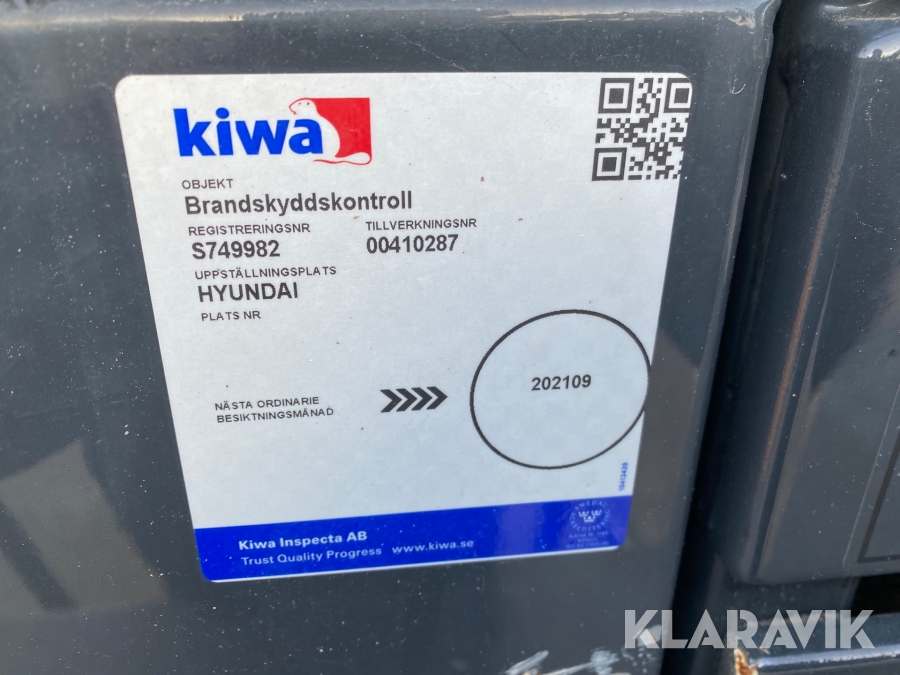 kiwa
OBJEKT
Brandskyddskontroll
REGISTRERINGSNR TILLVERKNINGSNR
S749982 00410287
UPPSTÄLLNINGSPLATS
HYUNDAI
PLATS NR
NÄSTA ORDINARIE
BESIKTNINGSMÅNAD
202109
Kiwa Inspecta AB
Trust Quality Progress www.kiwa.se
KLARAVIK